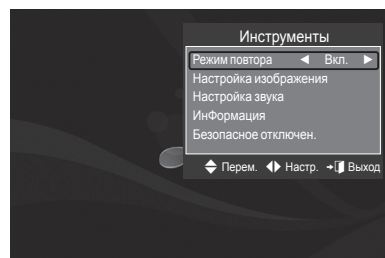 Инструменты
Режим повтора ◀ Вкл. ▶
Настройка изображения
Настройка звука
ИнФормация
Безопасное отключен.
Перем. Настр. Выход